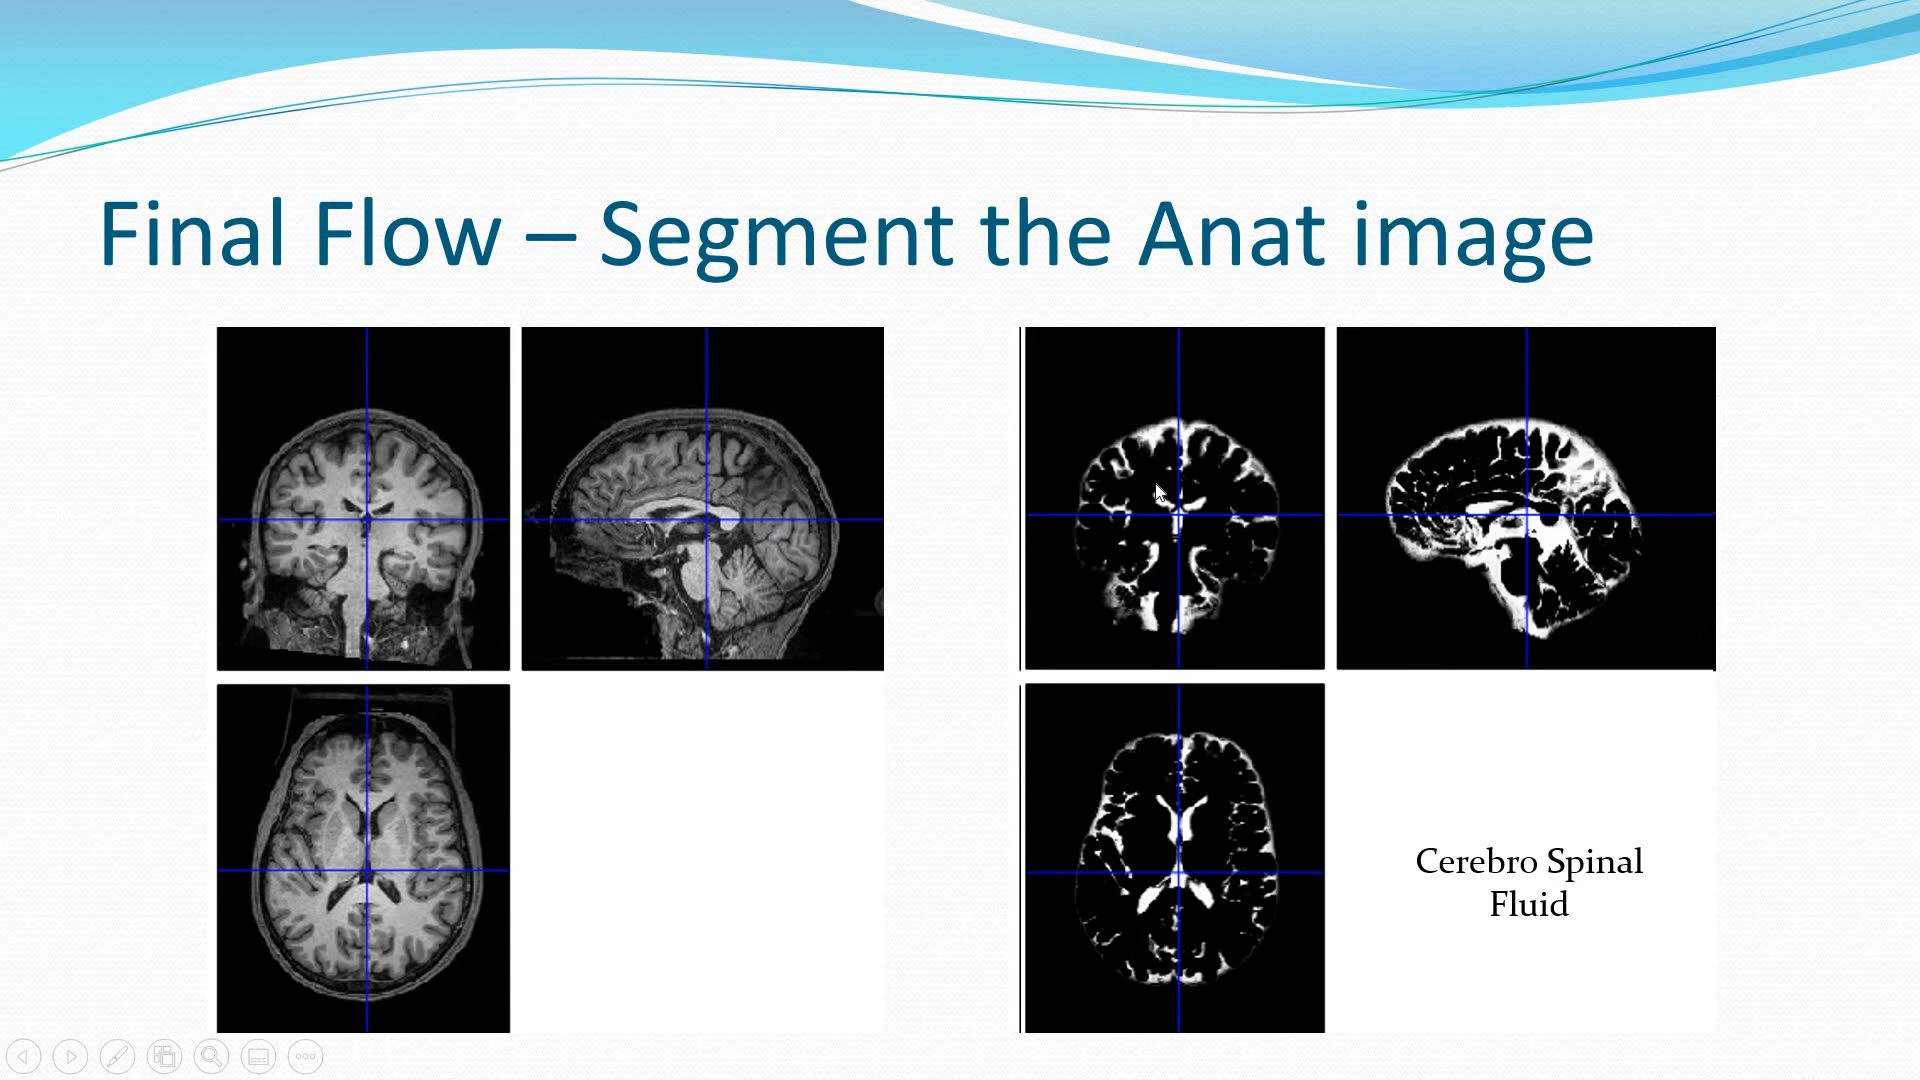 Final Flow – Segment the Anat image
Cerebro Spinal
Fluid